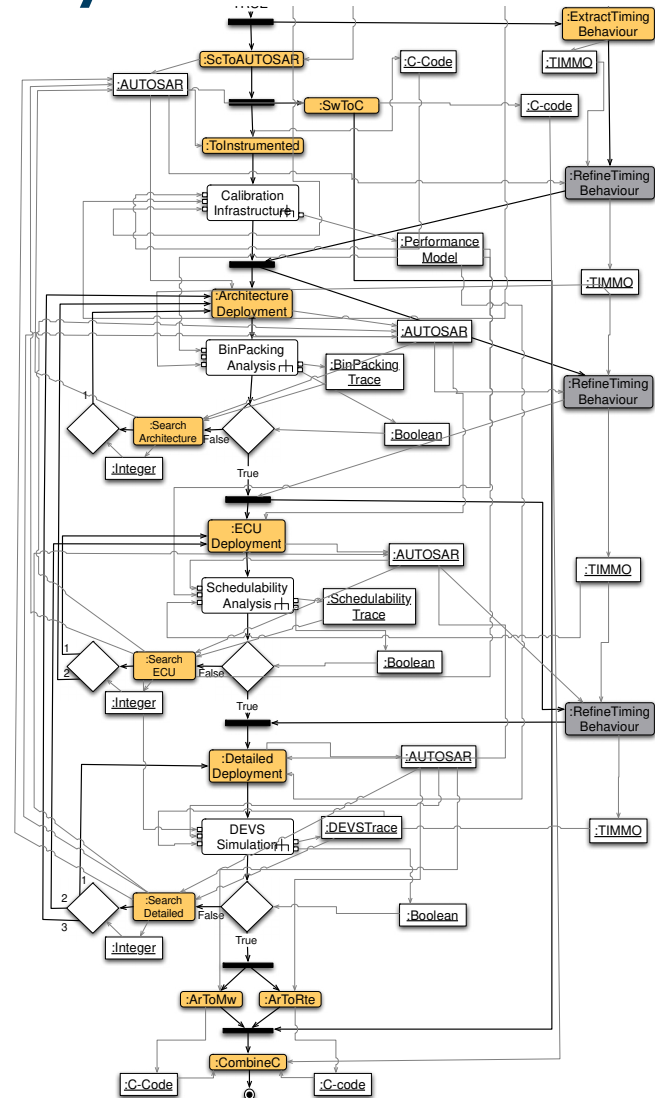 :ExtractTiming
Behaviour
:ScToAUTOSAR
:C-Code
:TIMMO
:AUTOSAR
:SwToC
:C-code
:ToInstrumented
:RefineTiming
Behaviour
Calibration
Infrastructure
:Performance
Model
:TIMMO
:Architecture
Deployment
:AUTOSAR
BinPacking
Analysis
:BinPacking
Trace
:RefineTiming
Behaviour
1
:Search
Architecture
False
:Boolean
:Integer
True
:ECU
Deployment
:AUTOSAR
:TIMMO
Schedulability
Analysis
:Schedulability
Trace
1
2
:Search
ECU
False
:Boolean
:Integer
True
:RefineTiming
Behaviour
:Detailed
Deployment
:AUTOSAR
DEVS
Simulation
:DEVSTrace
:TIMMO
1
2
3
:Search
Detailed
False
:Boolean
:Integer
True
:ArToMw
:ArToRte
:CombineC
:C-Code
:C-code